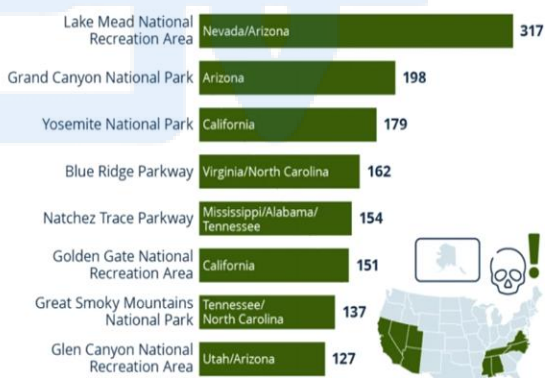 Lake Mead National
Recreation Area
Nevada/Arizona
317
Grand Canyon National Park
Arizona
198
Yosemite National Park
California
179
Blue Ridge Parkway
Virginia/North Carolina
162
Natchez Trace Parkway
Mississippi/Alabama/
Tennessee
154
Golden Gate National
Recreation Area
California
151
Great Smoky Mountains
National Park
Tennessee/
North Carolina
137
Glen Canyon National
Recreation Area
Utah/Arizona
127